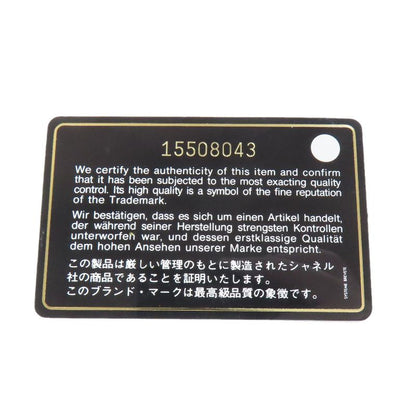 15508043
We certify the authenticity of this item and confirm
that it has been subjected to the most exacting quality
control. Its high quality is a symbol of the fine reputation
of the Trademark.
Wir bestätigen, dass es sich um einen Artikel handelt,
der während seiner Herstellung strengsten Kontrollen
unterworfen war, und dessen erstklassige Qualität
dem hohen Ansehen unserer Marke entspricht.
この製品は厳しい管理のもとに製造されたシャネル
社の商品であることを証明いたします。
このブランド・マークは最高級品質の象徴です。